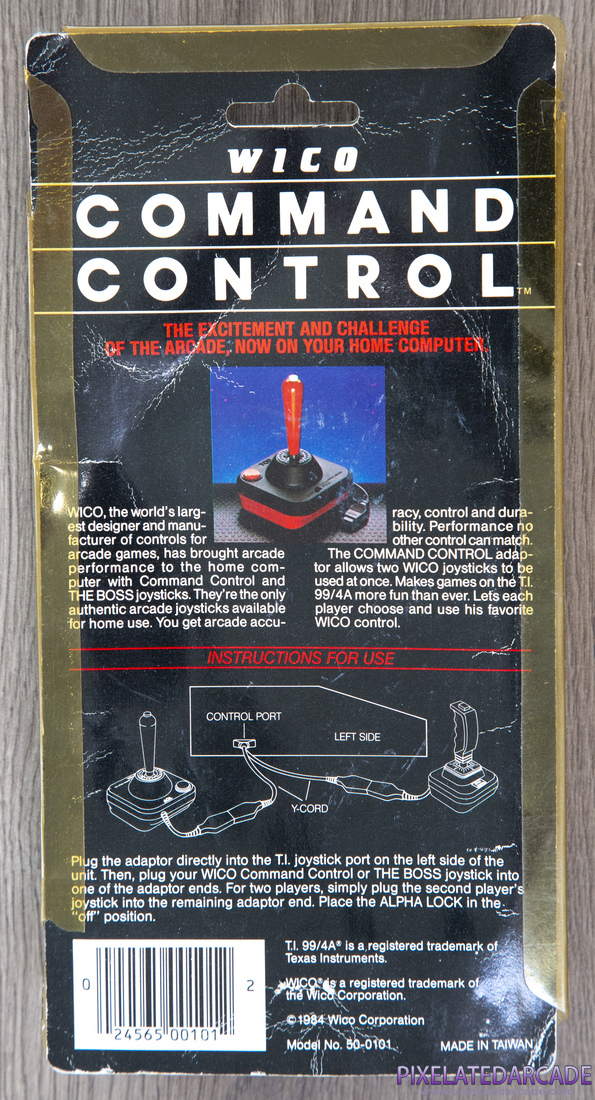 WICO
COMMAND
CONTROL™
THE EXCITEMENT AND CHALLENGE
OF THE ARCADE, NOW ON YOUR HOME COMPUTER.
WICO, the world's larg-
est designer and manu-
facturer of controls for
arcade games, has brought arcade
performance to the home com-
puter with Command Control and
THE BOSS joysticks. They're the only
authentic arcade joysticks available
for home use. You get arcade accu-
racy, control and dura-
bility. Performance no
other control can match.
The COMMAND CONTROL adap-
tor allows two WICO joysticks to be
used at once. Makes games on the T.I.
99/4A more fun than ever. Lets each
player choose and use his favorite
WICO control.
INSTRUCTIONS FOR USE
CONTROL PORT
LEFT SIDE
Y-CORD
Plug the adaptor directly into the T.I. joystick port on the left side of the
unit. Then, plug your WICO Command Control or THE BOSS joystick into
one of the adaptor ends. For two players, simply plug the second player's
joystick into the remaining adaptor end. Place the ALPHA LOCK in the
"off" position.
0 24565 00101 2
T.I. 99/4A® is a registered trademark of
Texas Instruments.
WICO® is a registered trademark of
the Wico Corporation.
©1984 Wico Corporation
Model No. 50-0101
MADE IN TAIWAN
PIXELATEDARCADE